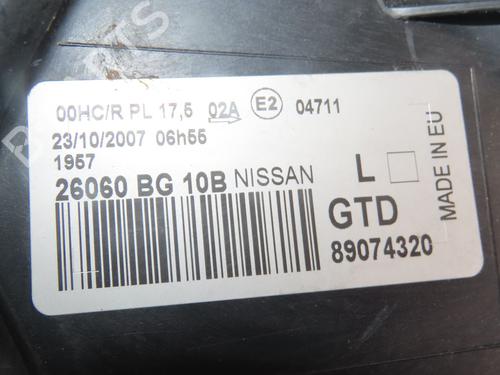 00HC/R PL 17,5 02A E2 04711
23/10/2007 06h55
1957
26060 BG 10B NISSAN
L
GTD
89074320
MADE IN EU